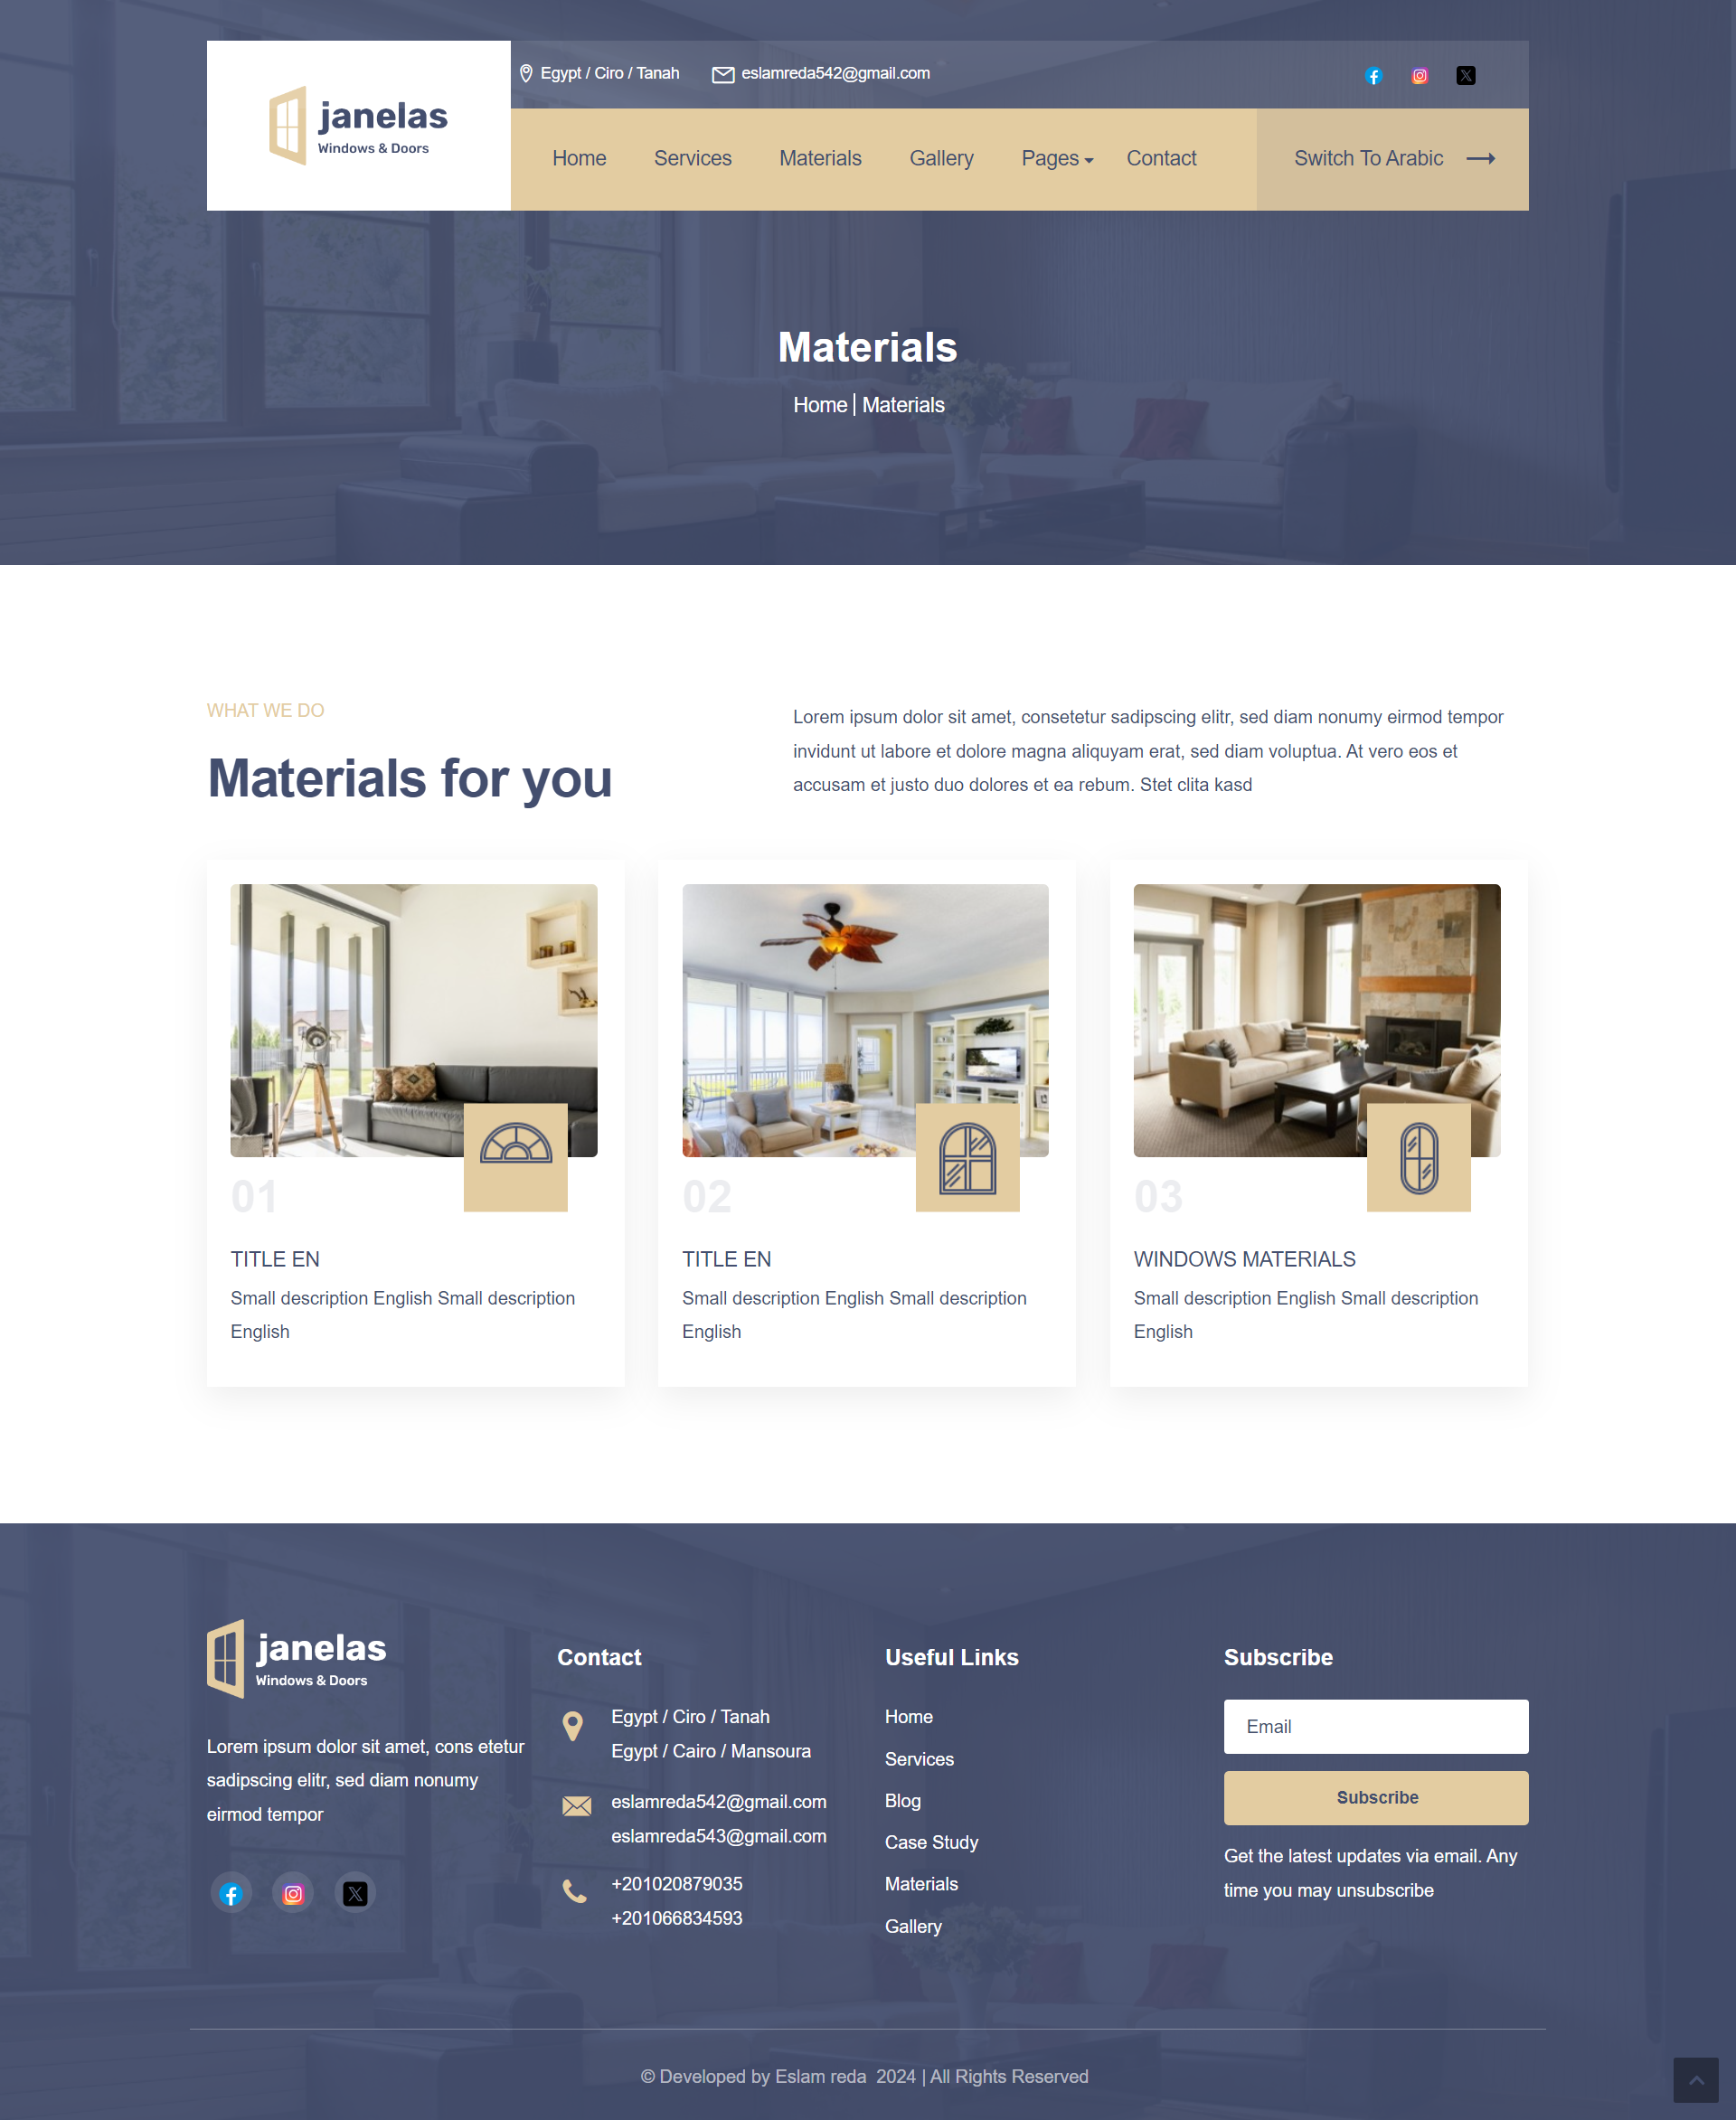 janelas
Windows & Doors
Egypt / Ciro / Tanah
eslamreda542@gmail.com
Home
Services
Materials
Gallery
Pages
Contact
Switch To Arabic
Materials
Home | Materials
WHAT WE DO
Materials for you
Lorem ipsum dolor sit amet, consetetur sadipscing elitr, sed diam nonumy eirmod tempor
invidunt ut labore et dolore magna aliquyam erat, sed diam voluptua. At vero eos et
accusam et justo duo dolores et ea rebum. Stet clita kasd
01
TITLE EN
Small description English Small description
English
02
TITLE EN
Small description English Small description
English
03
WINDOWS MATERIALS
Small description English Small description
English
janelas
Windows & Doors
Lorem ipsum dolor sit amet, cons etetur
sadipscing elitr, sed diam nonumy
eirmod tempor
Contact
Egypt / Ciro / Tanah
Egypt / Cairo / Mansoura
eslamreda542@gmail.com
eslamreda543@gmail.com
+201020879035
+201066834593
Useful Links
Home
Services
Blog
Case Study
Materials
Gallery
Subscribe
Email
Subscribe
Get the latest updates via email. Any
time you may unsubscribe
© Developed by Eslam reda 2024 | All Rights Reserved